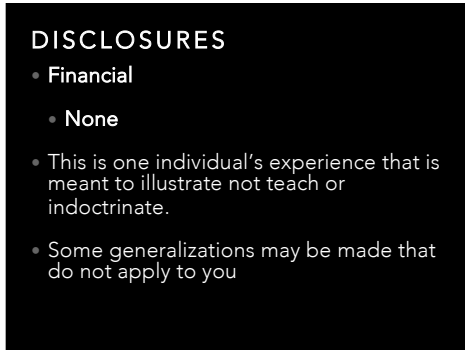 DISCLOSURES
• Financial
• None
• This is one individual's experience that is
meant to illustrate not teach or
indoctrinate.
• Some generalizations may be made that
do not apply to you